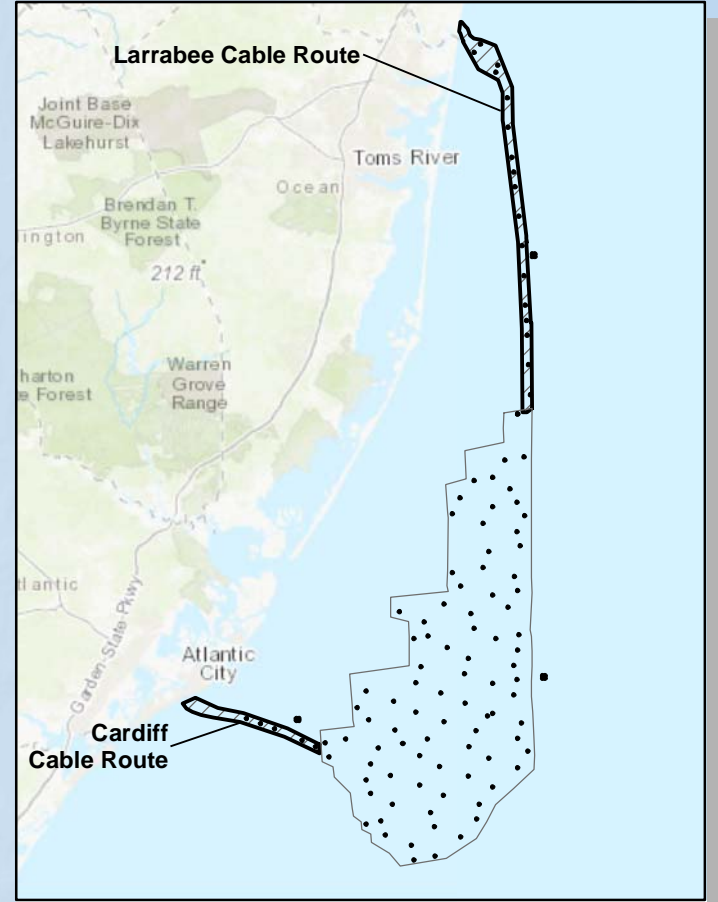 Larrabee Cable Route
Joint Base
McGuire-Dix
Lakehurst
Toms River
Ocean
Brendan T.
Byrne State
Forest
ington
212 ft
Warren
Grove
Range
harton
e Forest
tlantic
Garden-State-Pkwy
Atlantic
City
Cardiff
Cable Route